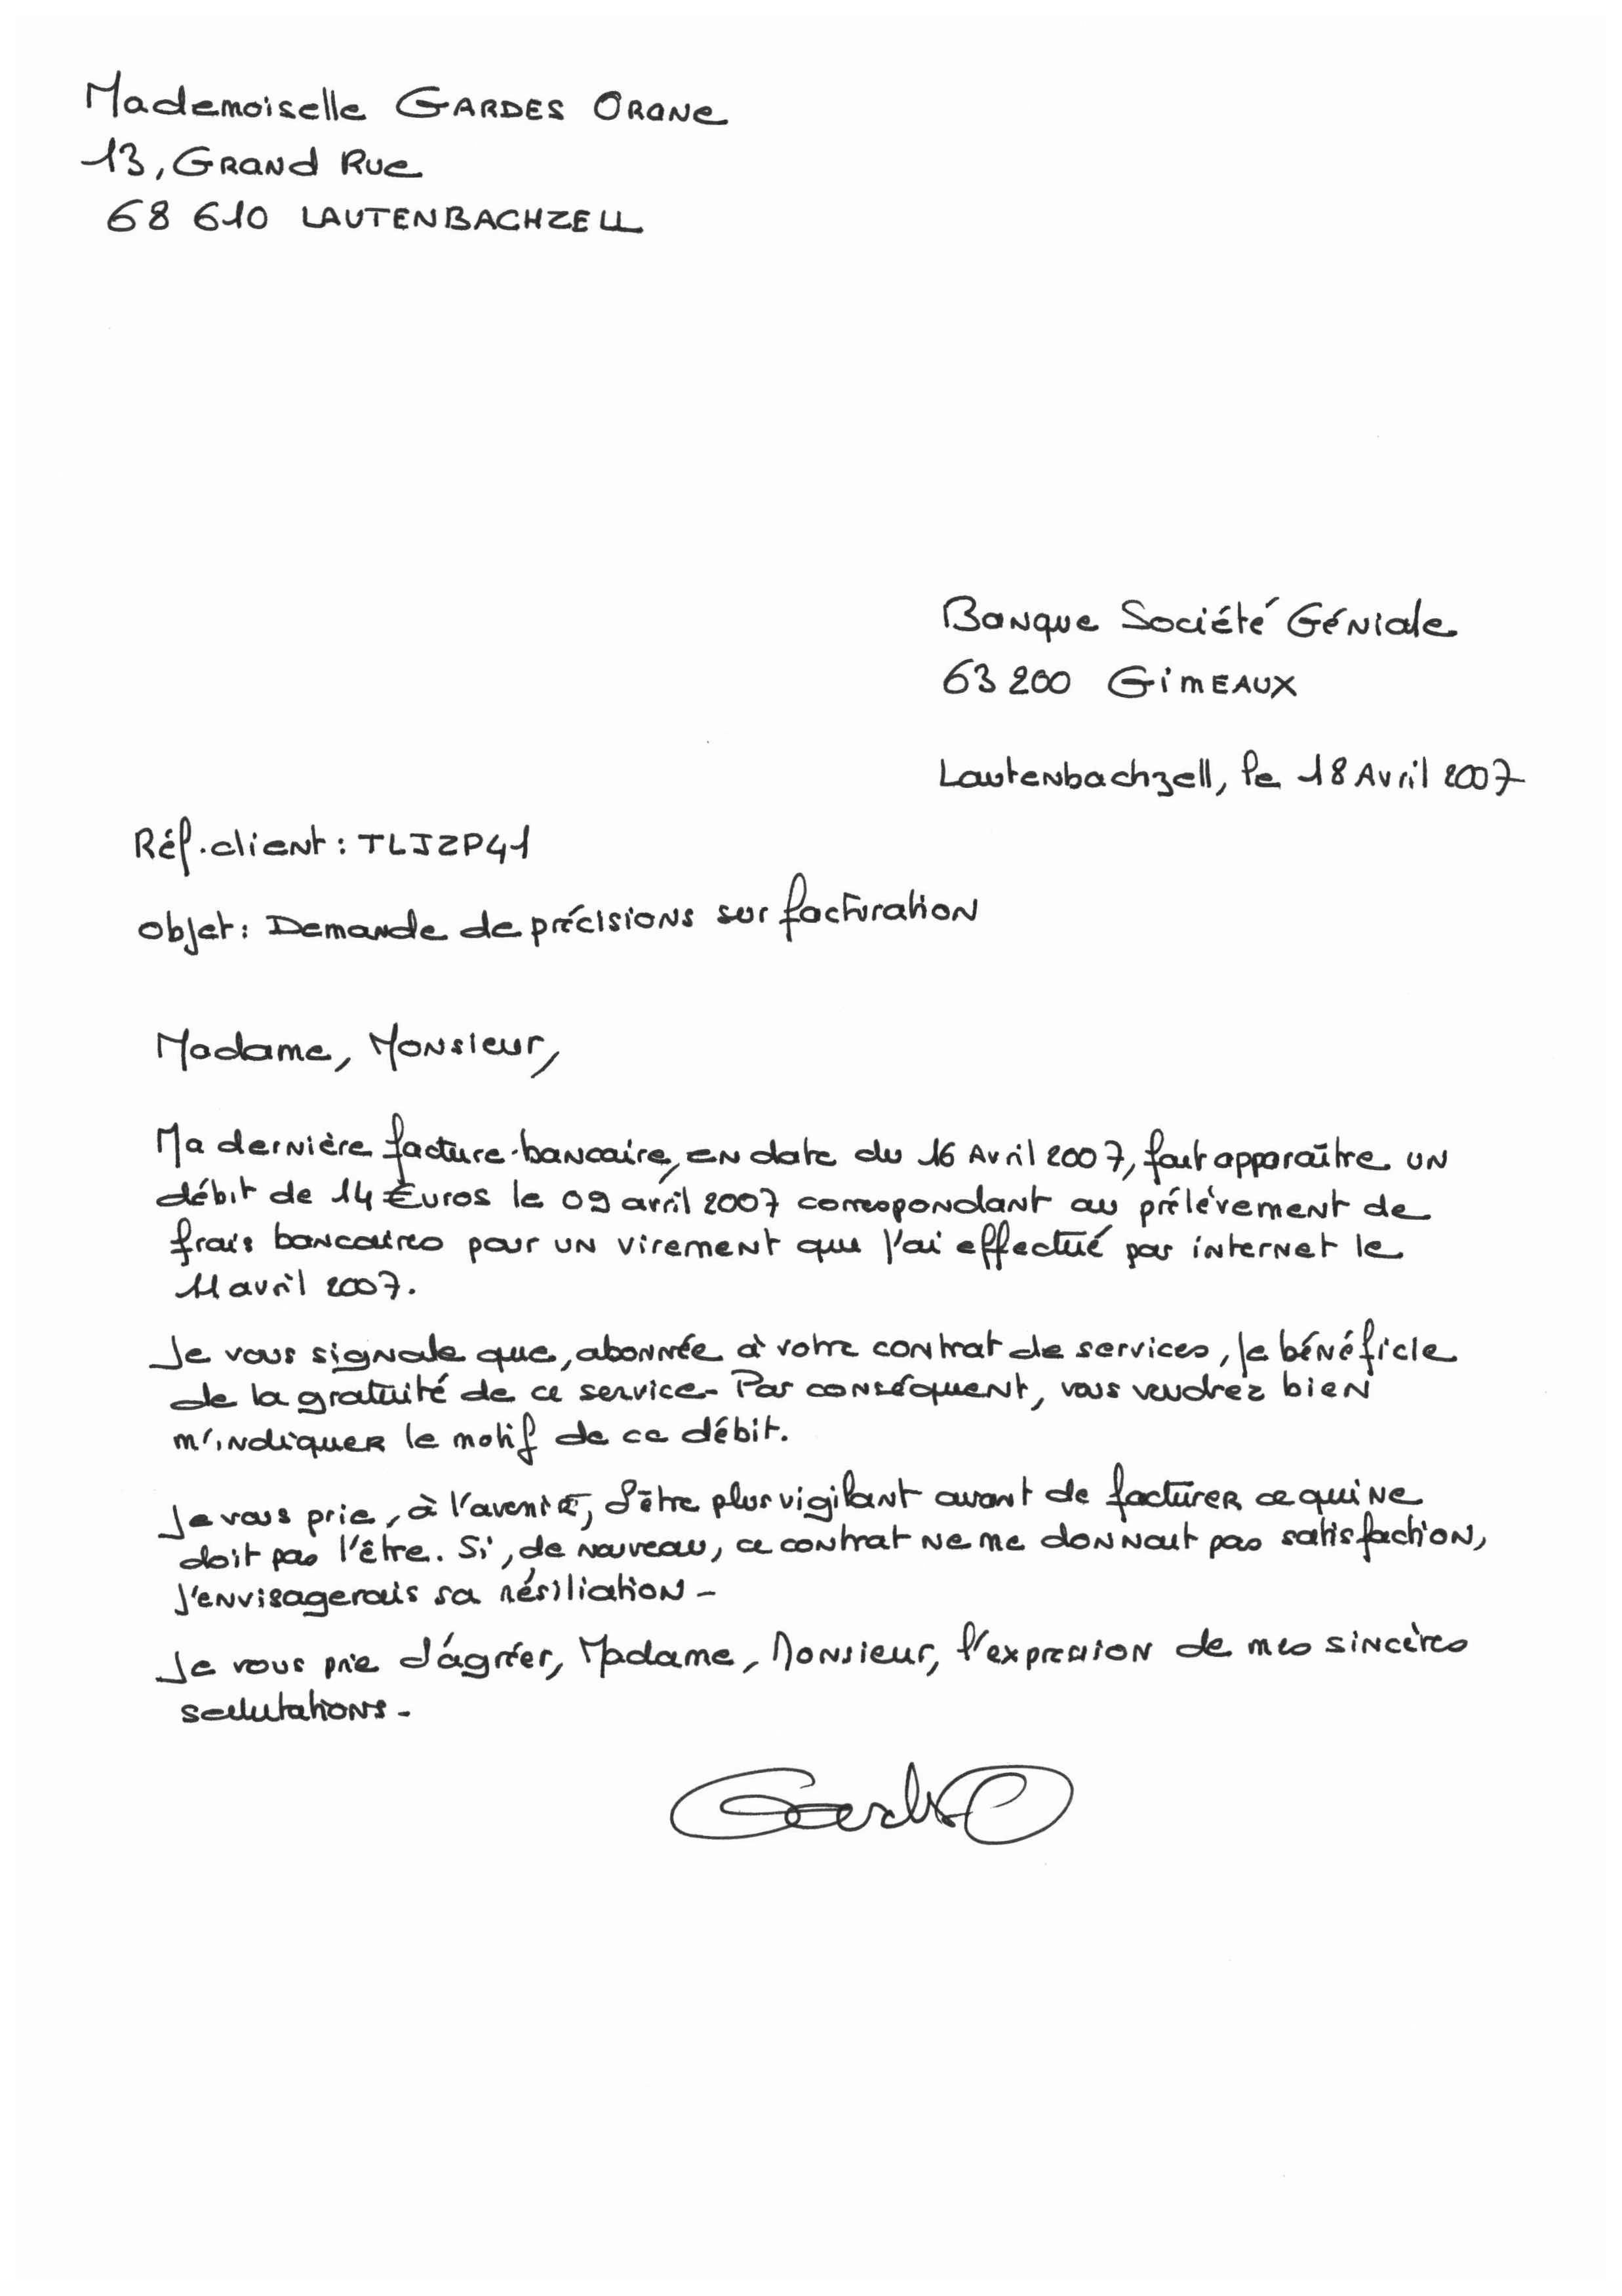 Mademoiselle GARDES ORANE
13, GRAND RUE
68 610 LAUTENBACHZELL
Banque Société Géniale
63 200 GIMEAUX
Lautenbachzell, le 18 Avril 2007
Réf. client : TLJZP41
Objet : Demande de précisions sur facturation
Madame, Monsieur,
Ma dernière facture bancaire, en date du 16 Avril 2007, fait apparaître un
débit de 14 Euros le 09 avril 2007 correspondant au prélèvement de
frais bancaires pour un virement que j'ai effectué par internet le
11 avril 2007.
Je vous signale que, abonnée à votre contrat de services, je bénéficie
de la gratuité de ce service - Par conséquent, vous voudrez bien
m'indiquer le motif de ce débit.
Je vous prie, à l'avenir, d'être plus vigilant avant de facturer ce qui ne
doit pas l'être. Si, de nouveau, ce contrat ne me donnait pas satisfaction,
j'envisagerais sa résiliation -
Je vous prie d'agréer, Madame, Monsieur, l'expression de mes sincères
salutations -